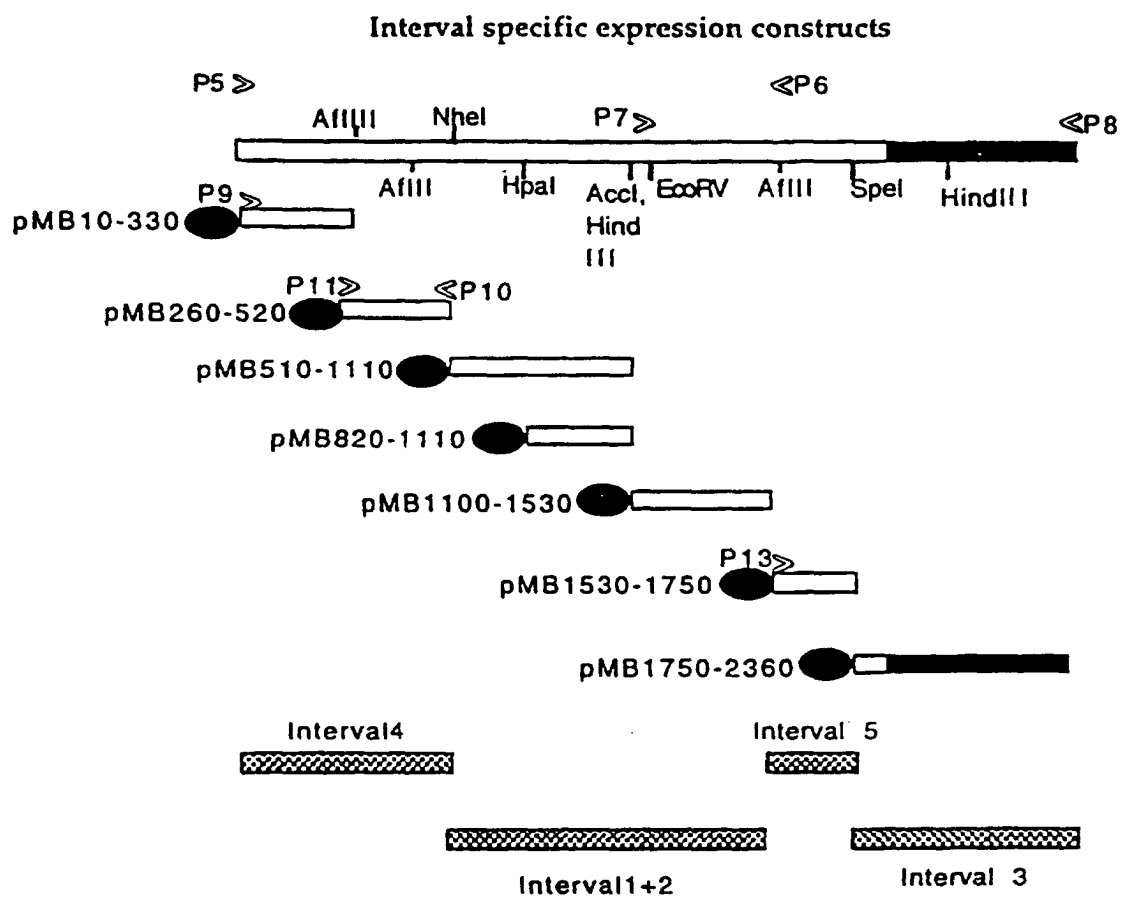 Interval specific expression constructs
P5
P6
AflIII
NheI
P7
P8
AflII
HpaI
AccI,
Hind
III
EcoRV
AflII
SpeI
HindIII
P9
pMB10-330
P11
P10
pMB260-520
pMB510-1110
pMB820-1110
pMB1100-1530
P13
pMB1530-1750
pMB1750-2360
Interval4
Interval 5
Interval1+2
Interval 3